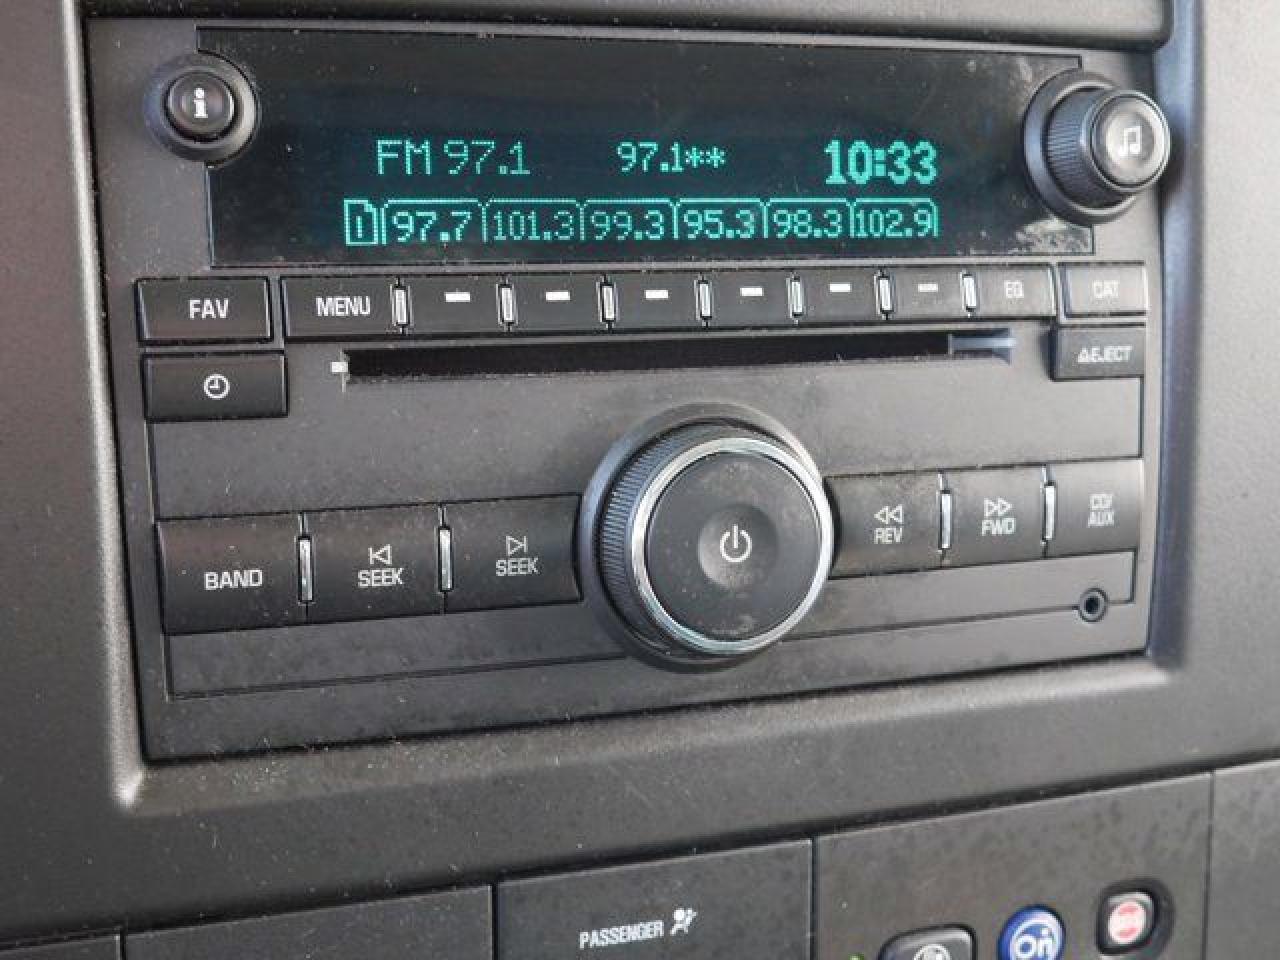 FM 97.1 97.1** 10:33
97.7 101.3 99.3 95.3 98.3 102.9
FAV MENU EQ CAT
EJECT
BAND SEEK SEEK REV FWD CD/
AUX
PASSENGER
On